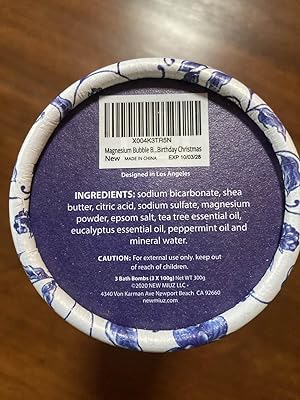 X004K3TR5N
Magnesium Bubble B...Birthday Christmas
New MADE IN CHINA EXP 10/03/28
Designed in Los Angeles
INGREDIENTS: sodium bicarbonate, shea
butter, citric acid, sodium sulfate, magnesium
powder, epsom salt, tea tree essential oil,
eucalyptus essential oil, peppermint oil and
mineral water.
CAUTION: For external use only. keep out
of reach of children.
3 Bath Bombs (3 X 100g) NET WT 300g
©2020 NEW MIUZ LLC •
4340 Von Karman Ave Newport Beach, CA 92660
newmiuz.com